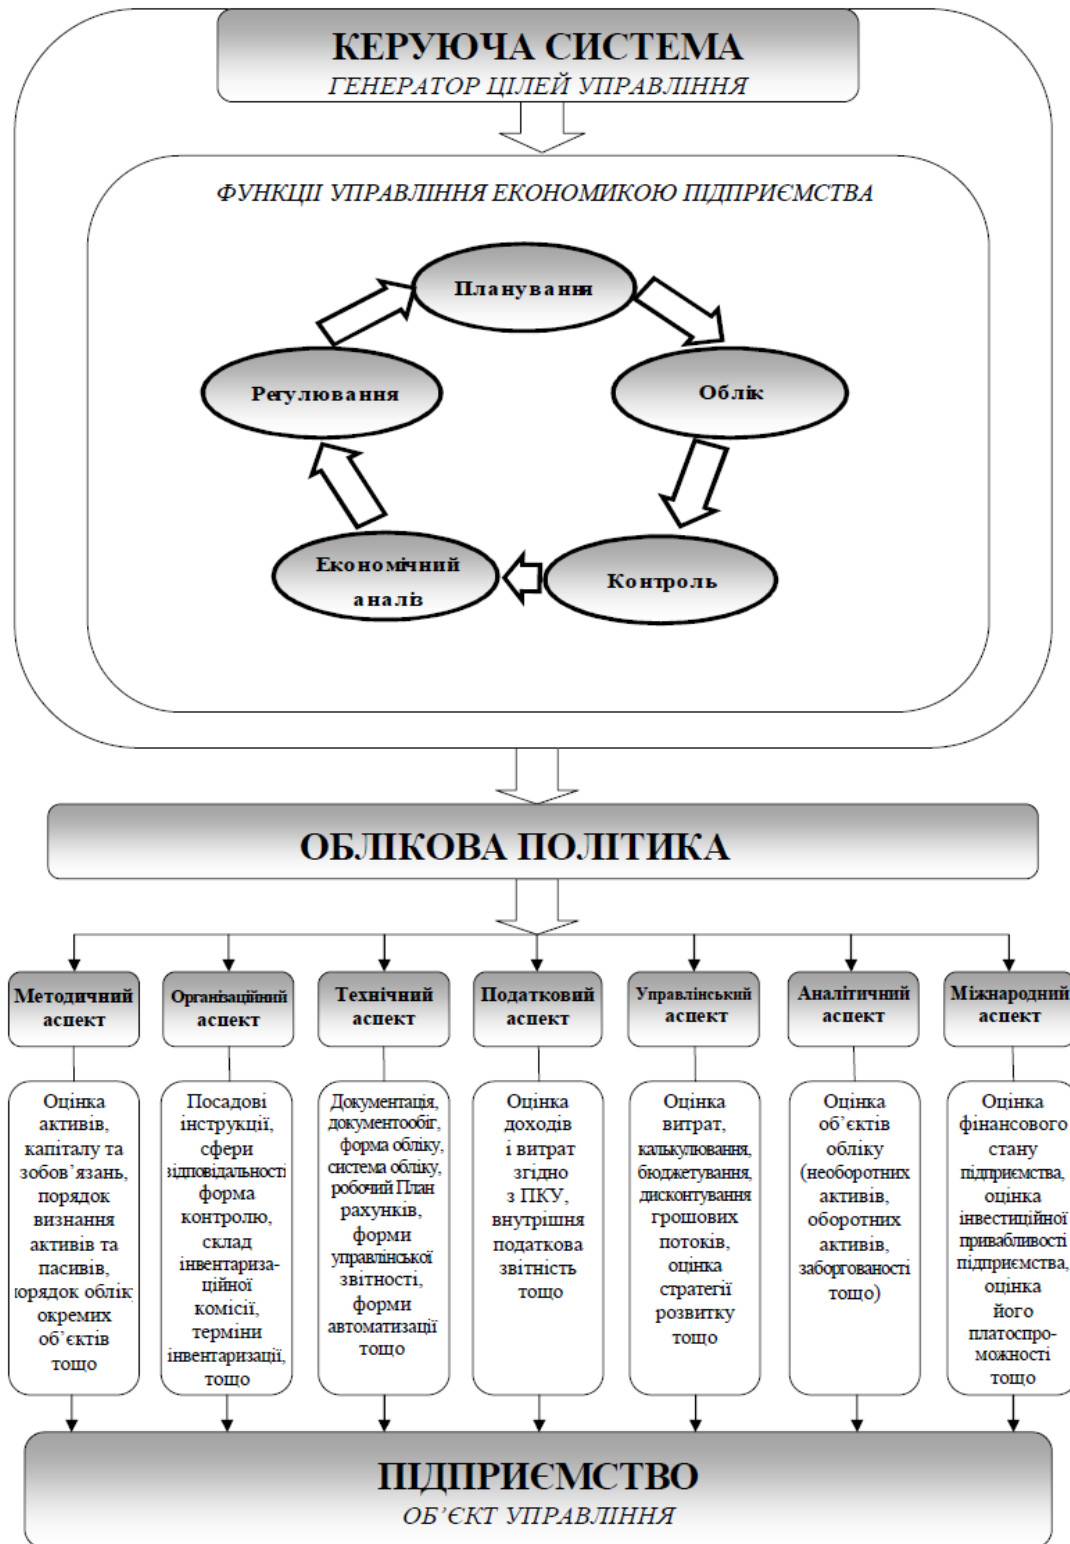 КЕРУЮЧА СИСТЕМА
ГЕНЕРАТОР ЦІЛЕЙ УПРАВЛІННЯ
ФУНКЦІЇ УПРАВЛІННЯ ЕКОНОМИКОЮ ПІДПРИЄМСТВА
Планування
Облік
Контроль
Економічний
аналіз
Регулювання
ОБЛІКОВА ПОЛІТИКА
Методичний
аспект
Організаційний
аспект
Технічний
аспект
Податковий
аспект
Управлінський
аспект
Аналітичний
аспект
Міжнародний
аспект
Оцінка
активів,
капіталу та
зобов’язань,
порядок
визнання
активів та
пасивів,
порядок облік
окремих
об’єктів
тощо
Посадові
інструкції,
сфери
відповідальності
форма
контролю,
склад
інвентариза-
ційної
комісії,
терміни
інвентаризації,
тощо
Документація,
документообіг,
форма обліку,
система обліку,
робочий План
рахунків,
форми
управлінської
звітності,
форми
автоматизації
тощо
Оцінка
доходів
і витрат
згідно
з ПКУ,
внутрішня
податкова
звітність
тощо
Оцінка
витрат,
калькулювання,
бюджетування,
дисконтування
грошових
потоків,
оцінка
стратегії
розвитку
тощо
Оцінка
об’єктів
обліку
(необоротних
активів,
оборотних
активів,
заборгованості
тощо)
Оцінка
фінансового
стану
підприємства,
оцінка
інвестиційної
привабливості
підприємства,
оцінка
його
платоспро-
можності
тощо
ПІДПРИЄМСТВО
ОБ’ЄКТ УПРАВЛІННЯ